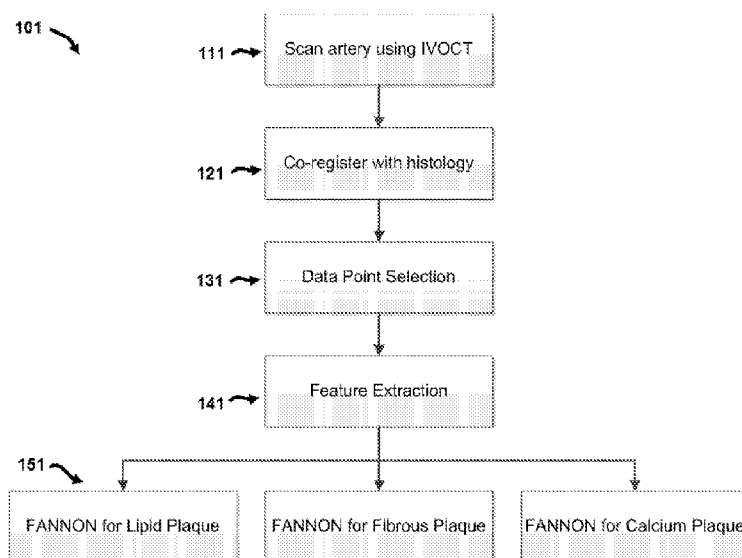 101
111 Scan artery using IVOCT
121 Co-register with histology
131 Data Point Selection
141 Feature Extraction
151
FANNON for Lipid Plaque FANNON for Fibrous Plaque FANNON for Calcium Plaque